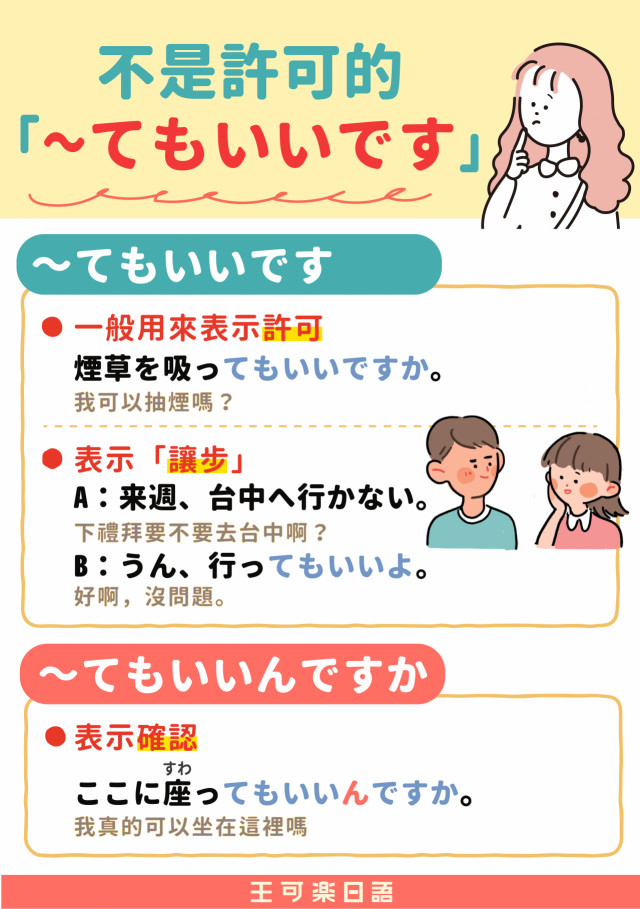 不是許可的
「～てもいいです」
～てもいいです
一般用來表示許可
煙草を吸ってもいいですか。
我可以抽煙嗎？
表示「讓步」
A：来週、台中へ行かない。
下禮拜要不要去台中啊？
B：うん、行ってもいいよ。
好啊，沒問題。
～てもいいんですか
表示確認
すわ
ここに座ってもいいんですか。
我真的可以坐在這裡嗎
王可楽日語